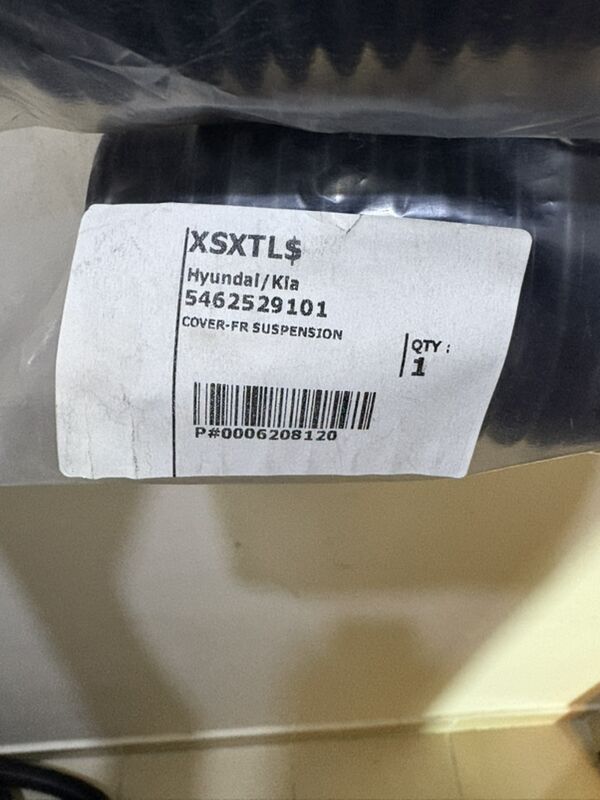 XSXTL$
Hyundai/Kia
5462529101
COVER-FR SUSPENSION
QTY :
1
P#0006208120